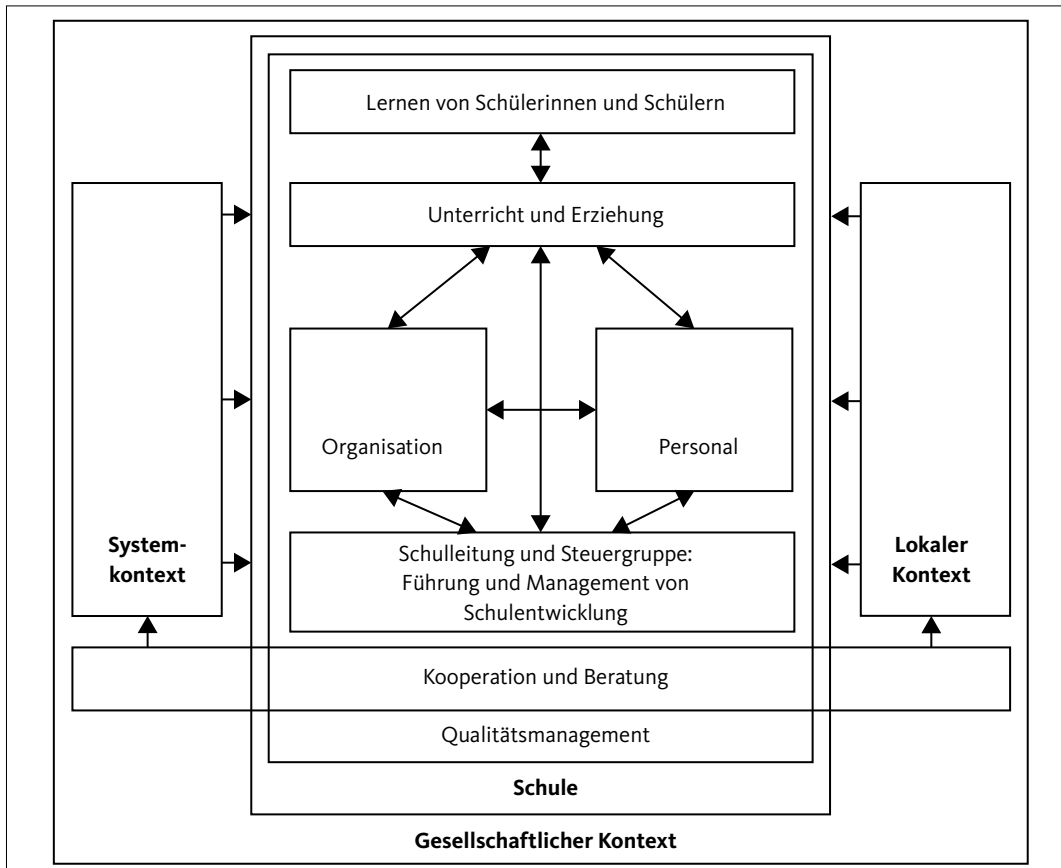 Lernen von Schülerinnen und Schülern
Unterricht und Erziehung
Organisation
Personal
System-
kontext
Schulleitung und Steuergruppe:
Führung und Management von
Schulentwicklung
Lokaler
Kontext
Kooperation und Beratung
Qualitätsmanagement
Schule
Gesellschaftlicher Kontext